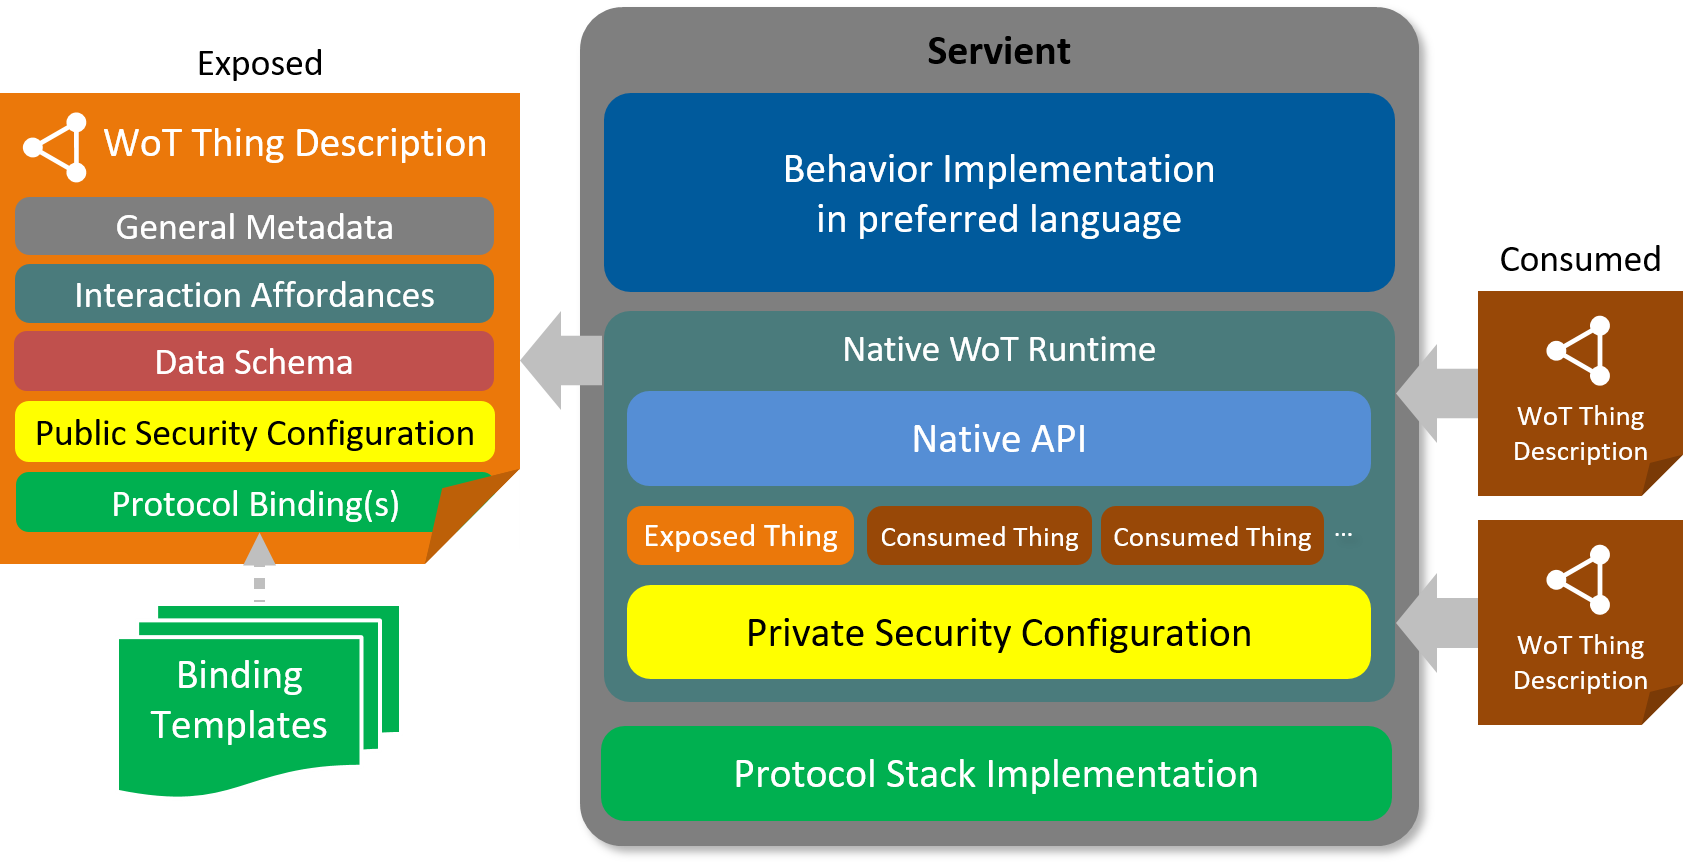 Exposed
WoT Thing Description
General Metadata
Interaction Affordances
Data Schema
Public Security Configuration
Protocol Binding(s)
Binding
Templates
Servient
Behavior Implementation
in preferred language
Native WoT Runtime
Native API
Exposed Thing
Consumed Thing
Consumed Thing
...
Private Security Configuration
Protocol Stack Implementation
Consumed
WoT Thing
Description
WoT Thing
Description